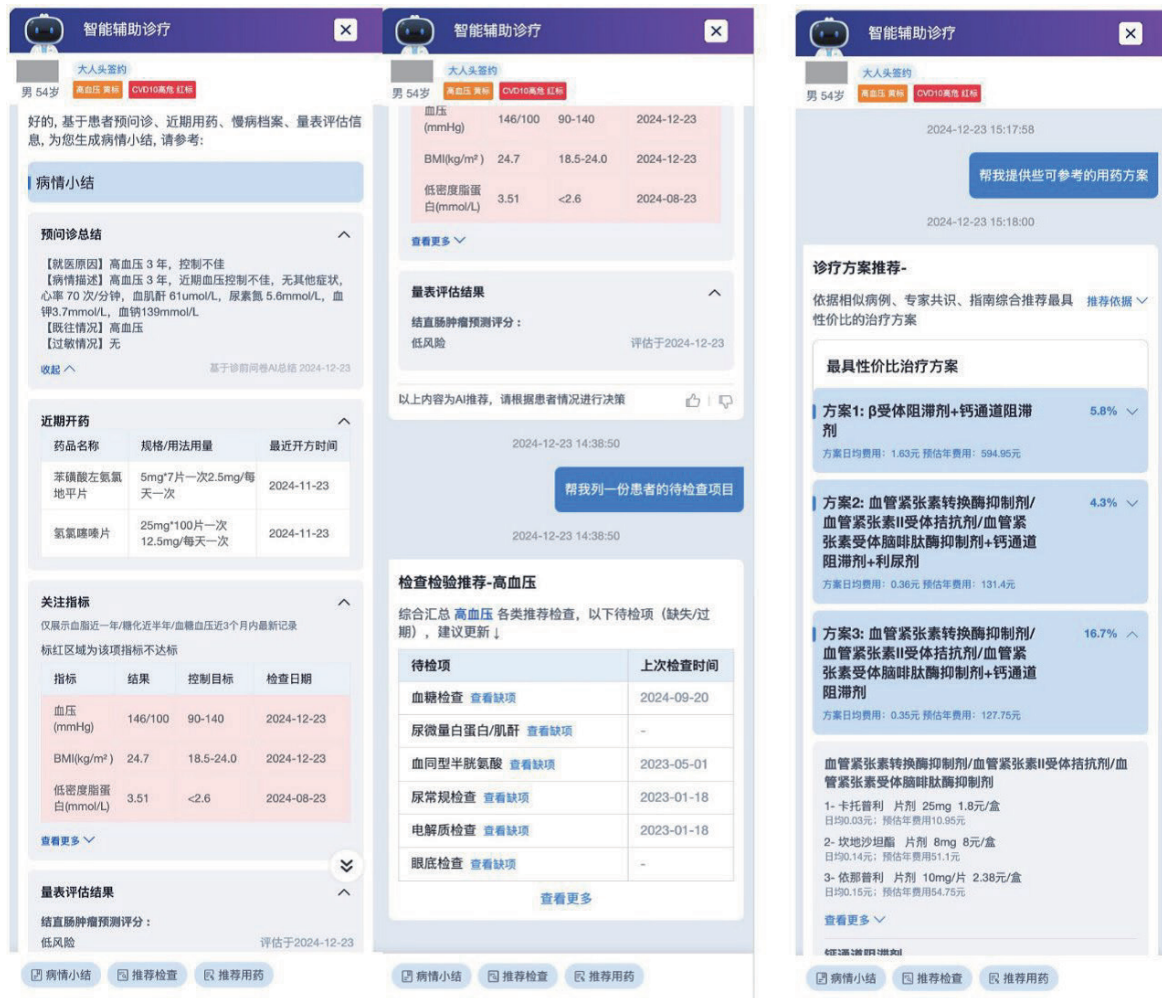 智能辅助诊疗
大人头签约
男 54岁
高血压 黄标
CVD10高危 红标
好的, 基于患者预问诊、近期用药、慢病档案、量表评估信
息, 为您生成病情小结, 请参考:
病情小结
预问诊总结
【就医原因】高血压 3 年，控制不佳
【病情描述】高血压 3 年，近期血压控制不佳，无其他症状，
心率 70 次/分钟，血肌酐 61umol/L，尿素氮 5.6mmol/L，血
钾3.7mmol/L，血钠139mmol/L
【既往情况】高血压
【过敏情况】无
收起
基于诊前问卷AI总结 2024-12-23
近期开药
药品名称 规格/用法用量 最近开方时间
苯磺酸左氨氯
地平片
5mg*7片一次2.5mg/每
天一次
2024-11-23
氢氯噻嗪片
25mg*100片一次
12.5mg/每天一次
2024-11-23
关注指标
仅展示血脂近一年/糖化近半年/血糖血压近3个月内最新记录
标红区域为该项指标不达标
指标 结果 控制目标 检查日期
血压
(mmHg)
146/100 90-140 2024-12-23
BMI(kg/m²) 24.7 18.5-24.0 2024-12-23
低密度脂蛋
白(mmol/L)
3.51 <2.6 2024-08-23
查看更多
量表评估结果
结直肠肿瘤预测评分：
低风险 评估于2024-12-23
病情小结 推荐检查 推荐用药
智能辅助诊疗
大人头签约
男 54岁
高血压 黄标
CVD10高危 红标
血压
(mmHg)
146/100 90-140 2024-12-23
BMI(kg/m²) 24.7 18.5-24.0 2024-12-23
低密度脂蛋
白(mmol/L)
3.51 <2.6 2024-08-23
查看更多
量表评估结果
结直肠肿瘤预测评分：
低风险 评估于2024-12-23
以上内容为AI推荐，请根据患者情况进行决策
2024-12-23 14:38:50
帮我列一份患者的待检查项目
2024-12-23 14:38:50
检查检验推荐-高血压
综合汇总 高血压 各类推荐检查，以下待检项（缺失/过
期），建议更新↓
待检项 上次检查时间
血糖检查 查看缺项 2024-09-20
尿微量白蛋白/肌酐 查看缺项 -
血同型半胱氨酸 查看缺项 2023-05-01
尿常规检查 查看缺项 2023-01-18
电解质检查 查看缺项 2023-01-18
眼底检查 查看缺项 -
查看更多
病情小结 推荐检查 推荐用药
智能辅助诊疗
大人头签约
男 54岁
高血压 黄标
CVD10高危 红标
2024-12-23 15:17:58
帮我提供些可参考的用药方案
2024-12-23 15:18:00
诊疗方案推荐-
依据相似病例、专家共识、指南综合推荐最具
性价比的治疗方案
推荐依据
最具性价比治疗方案
方案1: β受体阻滞剂+钙通道阻滞
剂
5.8%
方案日均费用：1.63元 预估年费用：594.95元
方案2: 血管紧张素转换酶抑制剂/
血管紧张素II受体拮抗剂/血管紧
张素受体脑啡肽酶抑制剂+钙通道
阻滞剂+利尿剂
4.3%
方案日均费用：0.36元 预估年费用：131.4元
方案3: 血管紧张素转换酶抑制剂/
血管紧张素II受体拮抗剂/血管紧
张素受体脑啡肽酶抑制剂+钙通道
阻滞剂
16.7%
方案日均费用：0.35元 预估年费用：127.75元
血管紧张素转换酶抑制剂/血管紧张素II受体拮抗剂/血
管紧张素受体脑啡肽酶抑制剂
1- 卡托普利 片剂 25mg 1.8元/盒
日均0.03元；预估年费用10.95元
2- 坎地沙坦酯 片剂 8mg 8元/盒
日均0.14元；预估年费用51.1元
3- 依那普利 片剂 10mg/片 2.38元/盒
日均0.15元；预估年费用54.75元
查看更多
钙通道阻滞剂
病情小结 推荐检查 推荐用药